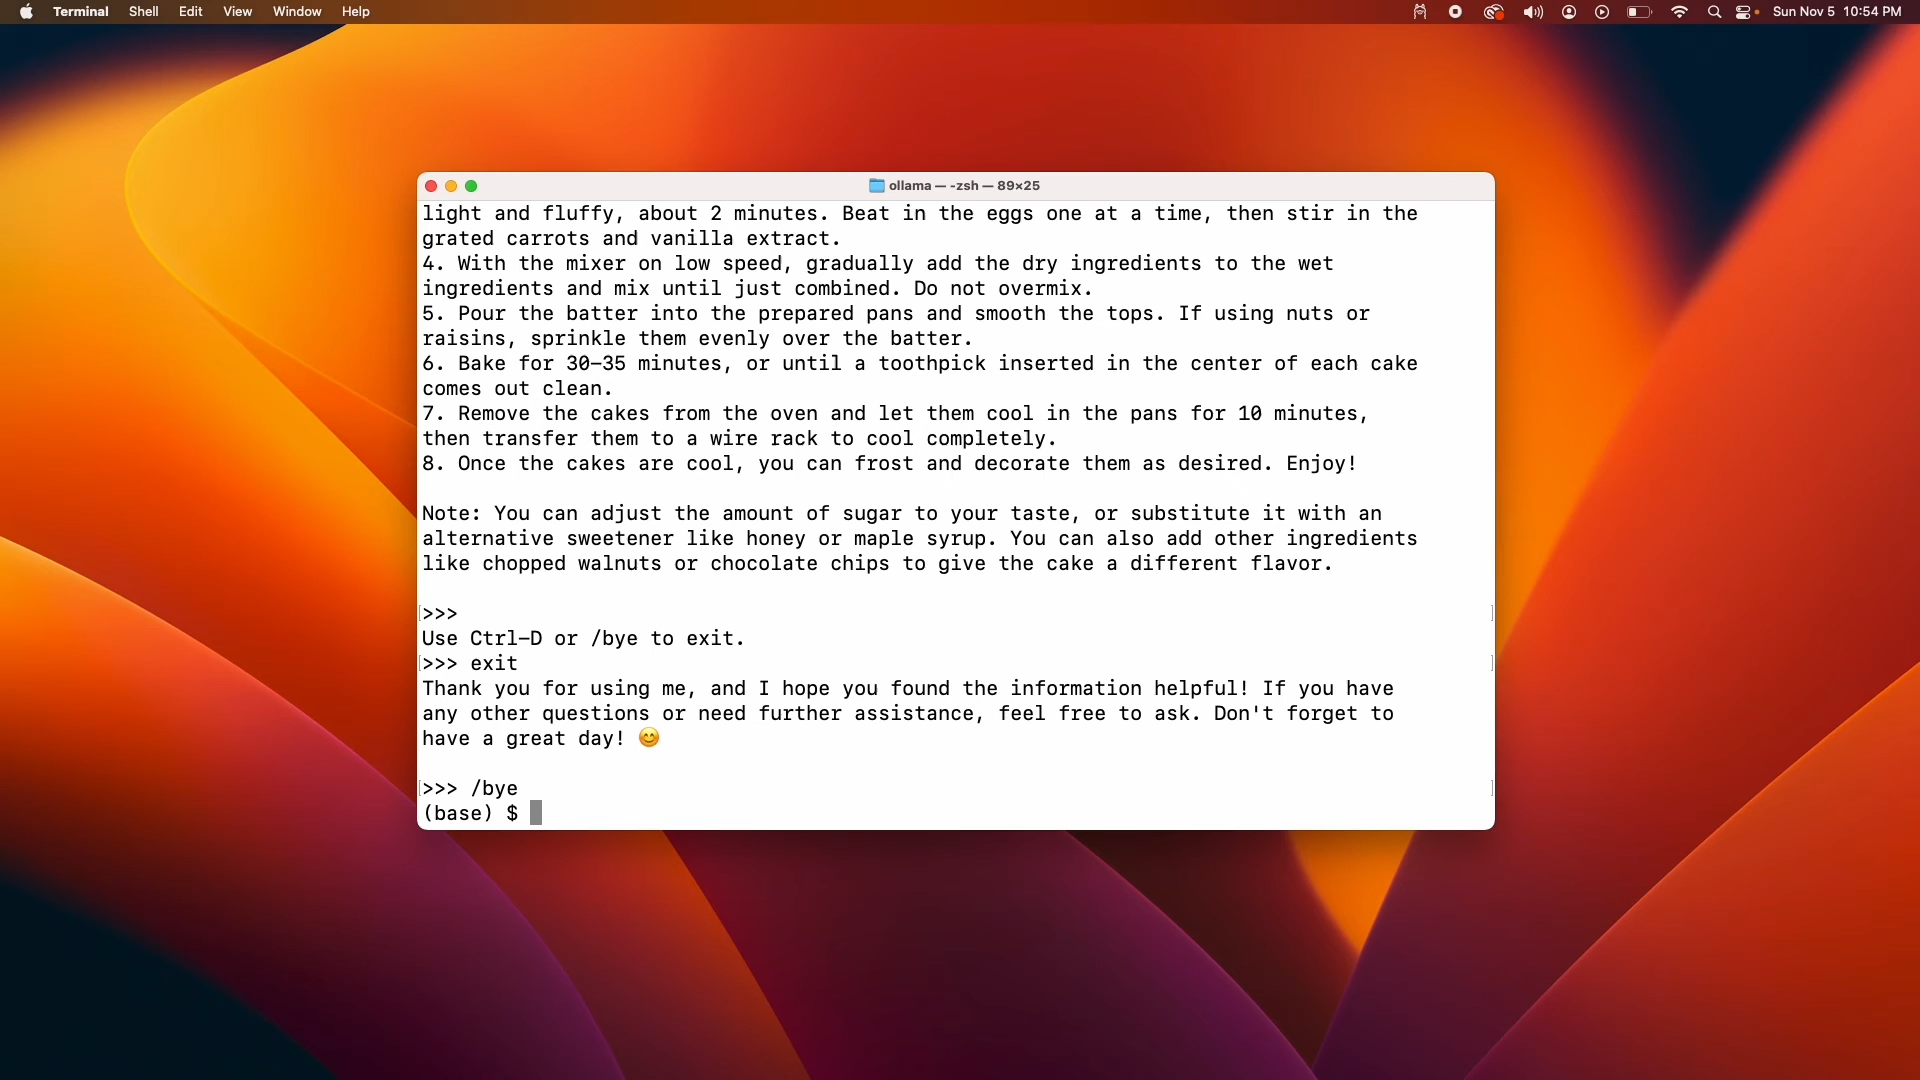 Terminal Shell Edit View Window Help Sun Nov 5 10:54 PM
ollama — -zsh — 89×25
light and fluffy, about 2 minutes. Beat in the eggs one at a time, then stir in the
grated carrots and vanilla extract.
4. With the mixer on low speed, gradually add the dry ingredients to the wet
ingredients and mix until just combined. Do not overmix.
5. Pour the batter into the prepared pans and smooth the tops. If using nuts or
raisins, sprinkle them evenly over the batter.
6. Bake for 30-35 minutes, or until a toothpick inserted in the center of each cake
comes out clean.
7. Remove the cakes from the oven and let them cool in the pans for 10 minutes,
then transfer them to a wire rack to cool completely.
8. Once the cakes are cool, you can frost and decorate them as desired. Enjoy!
Note: You can adjust the amount of sugar to your taste, or substitute it with an
alternative sweetener like honey or maple syrup. You can also add other ingredients
like chopped walnuts or chocolate chips to give the cake a different flavor.
>>>
Use Ctrl-D or /bye to exit.
>>> exit
Thank you for using me, and I hope you found the information helpful! If you have
any other questions or need further assistance, feel free to ask. Don't forget to
have a great day! 😊
>>> /bye
(base) $